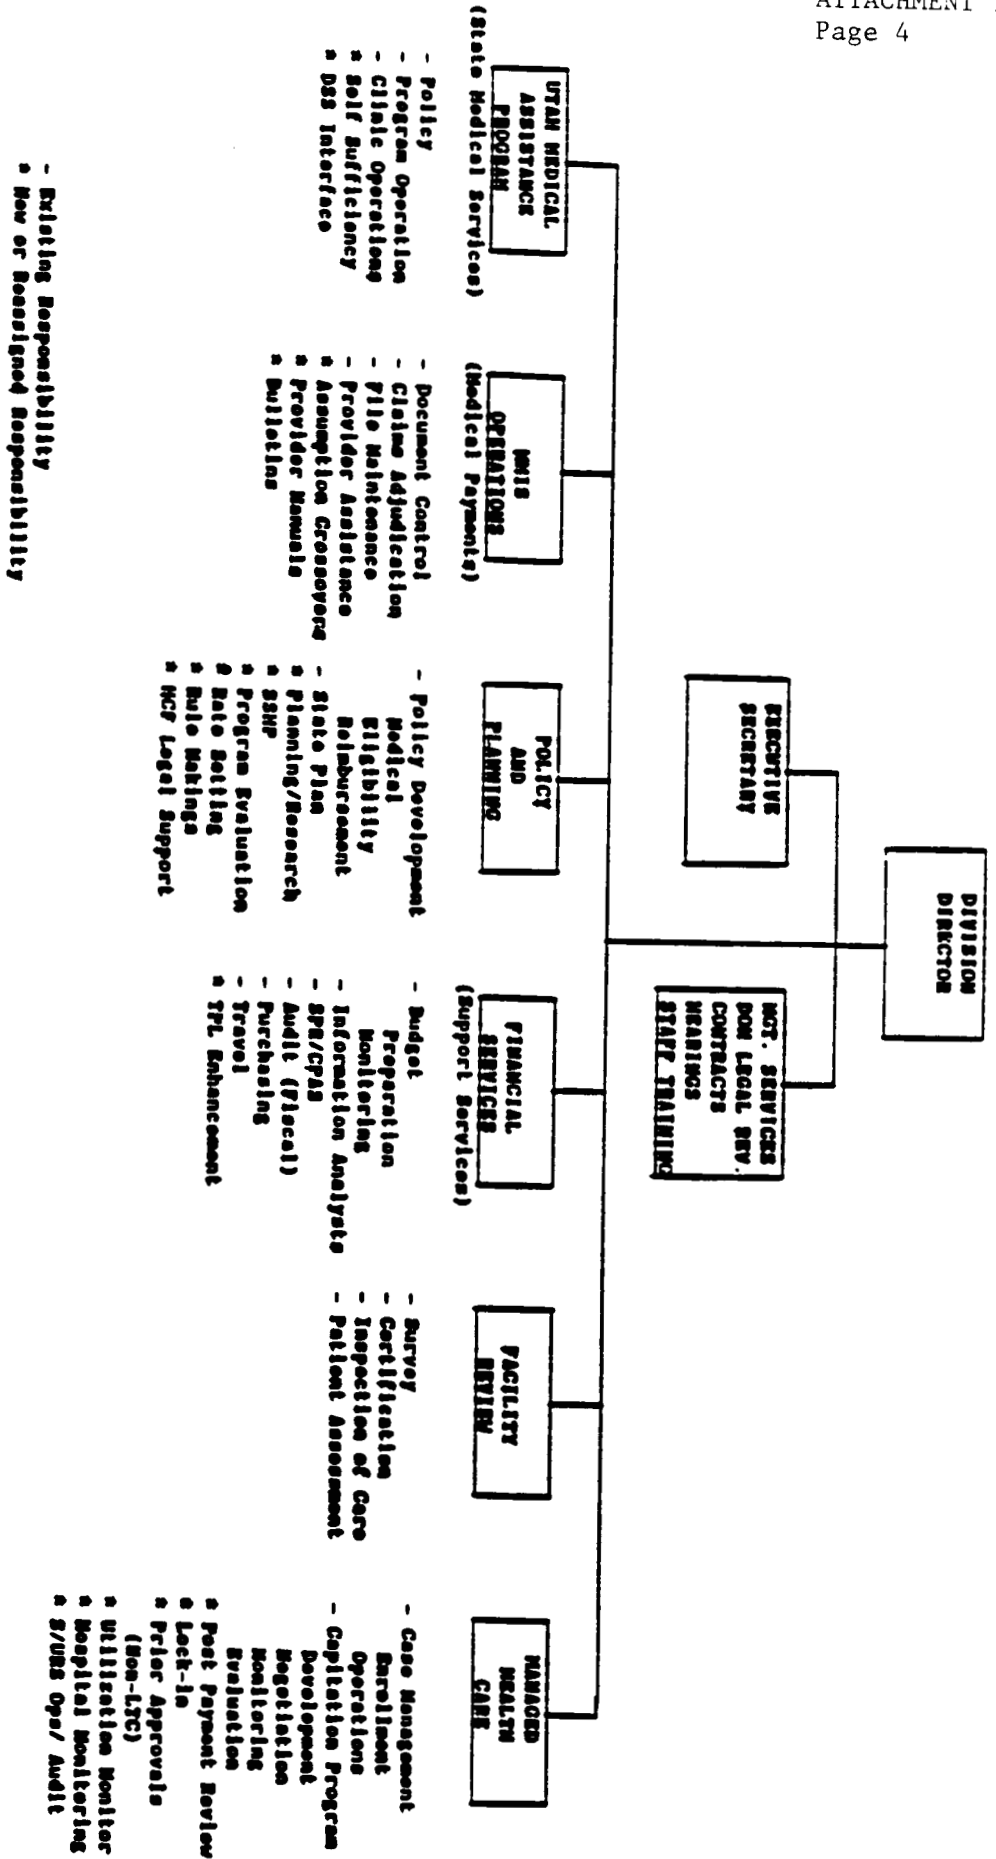 ATTACHMENT
Page 4
DIVISION
DIRKCTOR
EXECUTIVE
SECRETARY
MGT. SERVICES
DOH LEGAL REV.
CONTRACTS
HEARINGS
STAFF TRAINING
UTAH MEDICAL
ASSISTANCE
PROGRAM
(State Medical Services)
- Policy
- Program Operation
- Clinic Operations
* Self Sufficiency
* DSS Interface
MMIS
OPERATIONS
(Medical Payments)
- Document Control
- Claims Adjudication
- File Maintenance
- Provider Assistance
* Assumption Crossovers
* Provider Manuals
* Bulletins
POLICY
AND
PLANNING
- Policy Development
Medical
Eligibility
Reimbursement
- State Plan
* Planning/Research
* SSMP
* Program Evaluation
* Rate Setting
* Rule Makings
* HCF Legal Support
FINANCIAL
SERVICES
(Support Services)
- Budget
Preparation
Monitoring
- Information Analysts
- SPR/CPAS
- Audit (Fiscal)
- Purchasing
- Travel
* TPL Enhancement
FACILITY
REVIEW
- Survey
- Certification
- Inspection of Care
- Patient Assessment
MANAGED
HEALTH
CARE
- Case Management
Enrollment
Operations
- Capitation Program
Development
Negotiation
Monitoring
Evaluation
* Post Payment Review
* Lock-in
* Prior Approvals
(Non-LTC)
* Utilization Monitor
* Hospital Monitoring
* S/URS Ops/ Audit
- Existing Responsibility
* New or Reassigned Responsibility